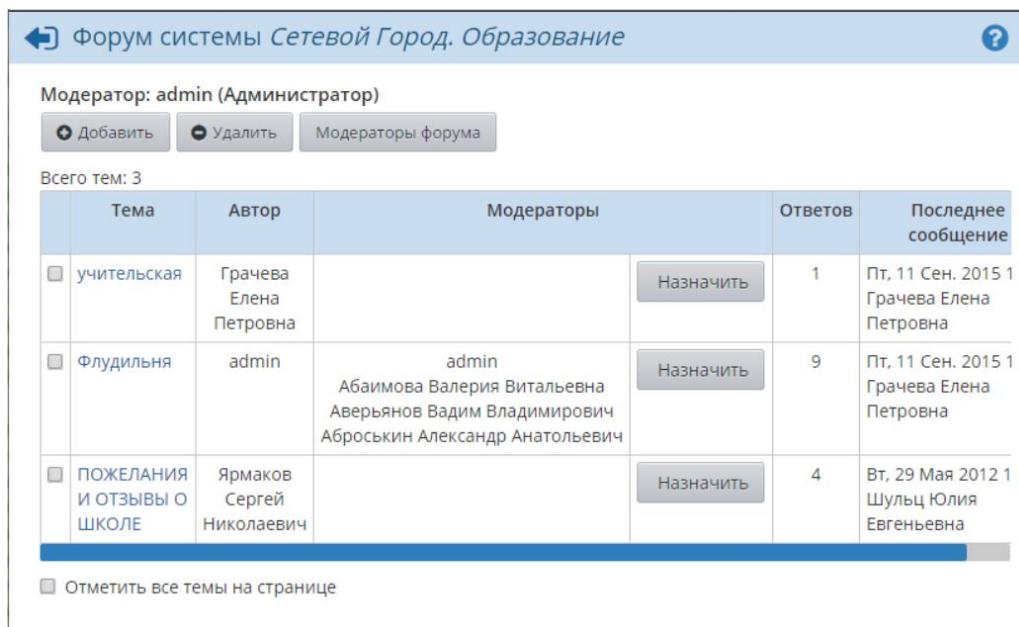 Форум системы Сетевой Город. Образование
Модератор: admin (Администратор)
Добавить
Удалить
Модераторы форума
Всего тем: 3
Тема
Автор
Модераторы
Ответов
Последнее
сообщение
учительская
Грачева
Елена
Петровна
Назначить
1
Пт, 11 Сен. 2015 1
Грачева Елена
Петровна
Флудильня
admin
admin
Абаимова Валерия Витальевна
Аверьянов Вадим Владимирович
Аброськин Александр Анатольевич
Назначить
9
Пт, 11 Сен. 2015 1
Грачева Елена
Петровна
ПОЖЕЛАНИЯ
И ОТЗЫВЫ О
ШКОЛЕ
Ярмаков
Сергей
Николаевич
Назначить
4
Вт, 29 Мая 2012 1
Шульц Юлия
Евгеньевна
Отметить все темы на странице